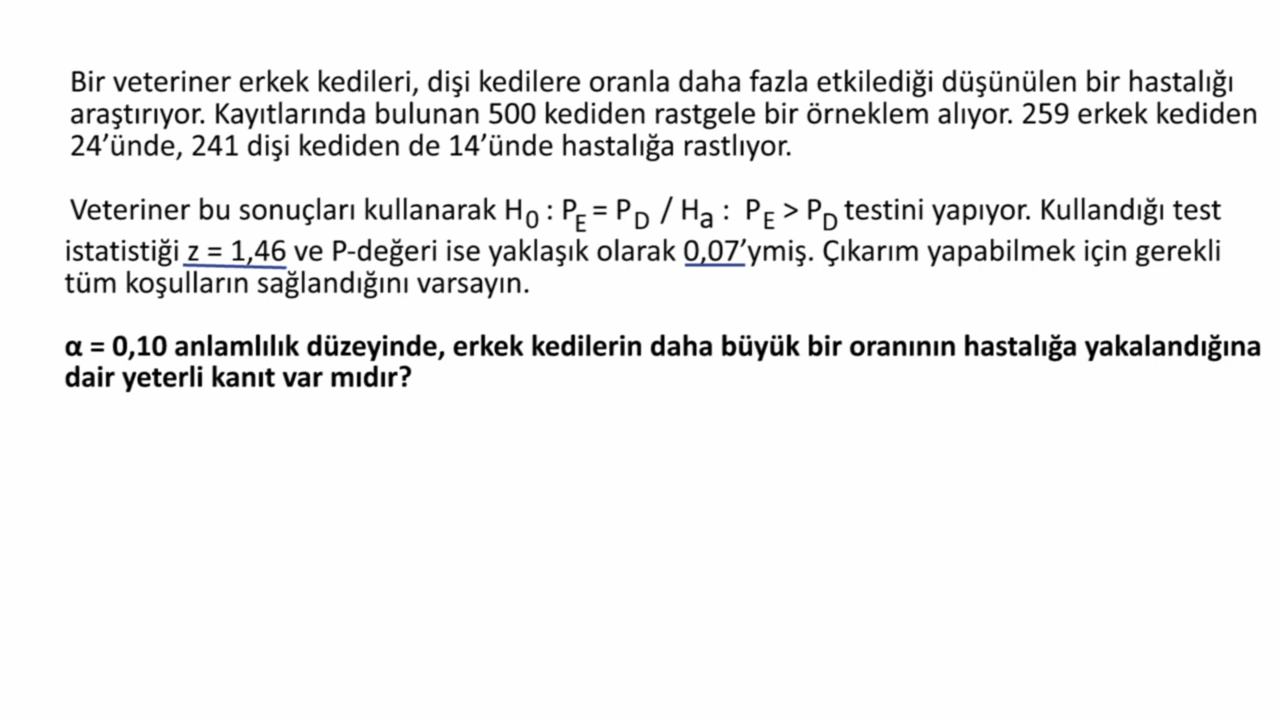 Bir veteriner erkek kedileri, dişi kedilere oranla daha fazla etkilediği düşünülen bir hastalığı
araştırıyor. Kayıtlarında bulunan 500 kediden rastgele bir örneklem alıyor. 259 erkek kediden
24’ünde, 241 dişi kediden de 14’ünde hastalığa rastlıyor.
Veteriner bu sonuçları kullanarak H₀ : P_E = P_D / Hₐ : P_E > P_D testini yapıyor. Kullandığı test
istatistiği z = 1,46 ve P-değeri ise yaklaşık olarak 0,07’ymiş. Çıkarım yapabilmek için gerekli
tüm koşulların sağlandığını varsayın.
α = 0,10 anlamlılık düzeyinde, erkek kedilerin daha büyük bir oranının hastalığa yakalandığına
dair yeterli kanıt var mıdır?